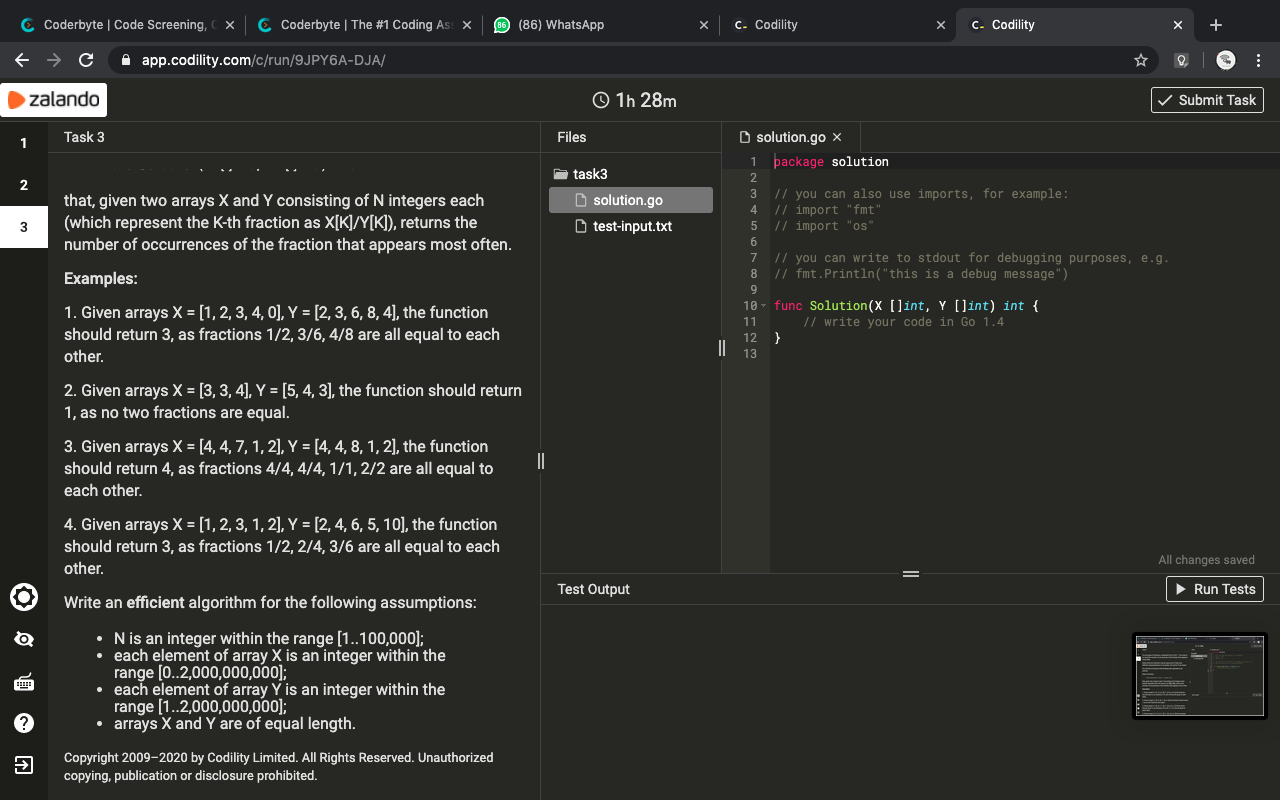 Coderbyte | Code Screening, C
Coderbyte | The #1 Coding Ass
86
(86) WhatsApp
C_ Codility
C_ Codility
app.codility.com/c/run/9JPY6A-DJA/
zalando
1h 28m
Submit Task
1
2
3
Task 3
that, given two arrays X and Y consisting of N integers each
(which represent the K-th fraction as X[K]/Y[K]), returns the
number of occurrences of the fraction that appears most often.
Examples:
1. Given arrays X = [1, 2, 3, 4, 0], Y = [2, 3, 6, 8, 4], the function
should return 3, as fractions 1/2, 3/6, 4/8 are all equal to each
other.
2. Given arrays X = [3, 3, 4], Y = [5, 4, 3], the function should return
1, as no two fractions are equal.
3. Given arrays X = [4, 4, 7, 1, 2], Y = [4, 4, 8, 1, 2], the function
should return 4, as fractions 4/4, 4/4, 1/1, 2/2 are all equal to
each other.
4. Given arrays X = [1, 2, 3, 1, 2], Y = [2, 4, 6, 5, 10], the function
should return 3, as fractions 1/2, 2/4, 3/6 are all equal to each
other.
Write an efficient algorithm for the following assumptions:
• N is an integer within the range [1..100,000];
• each element of array X is an integer within the
range [0..2,000,000,000];
• each element of array Y is an integer within the
range [1..2,000,000,000];
• arrays X and Y are of equal length.
Copyright 2009–2020 by Codility Limited. All Rights Reserved. Unauthorized
copying, publication or disclosure prohibited.
Files
task3
solution.go
test-input.txt
solution.go
1 package solution
2
3 // you can also use imports, for example:
4 // import "fmt"
5 // import "os"
6
7 // you can write to stdout for debugging purposes, e.g.
8 // fmt.Println("this is a debug message")
9
10 func Solution(X []int, Y []int) int {
11 // write your code in Go 1.4
12 }
13
All changes saved
Test Output
Run Tests